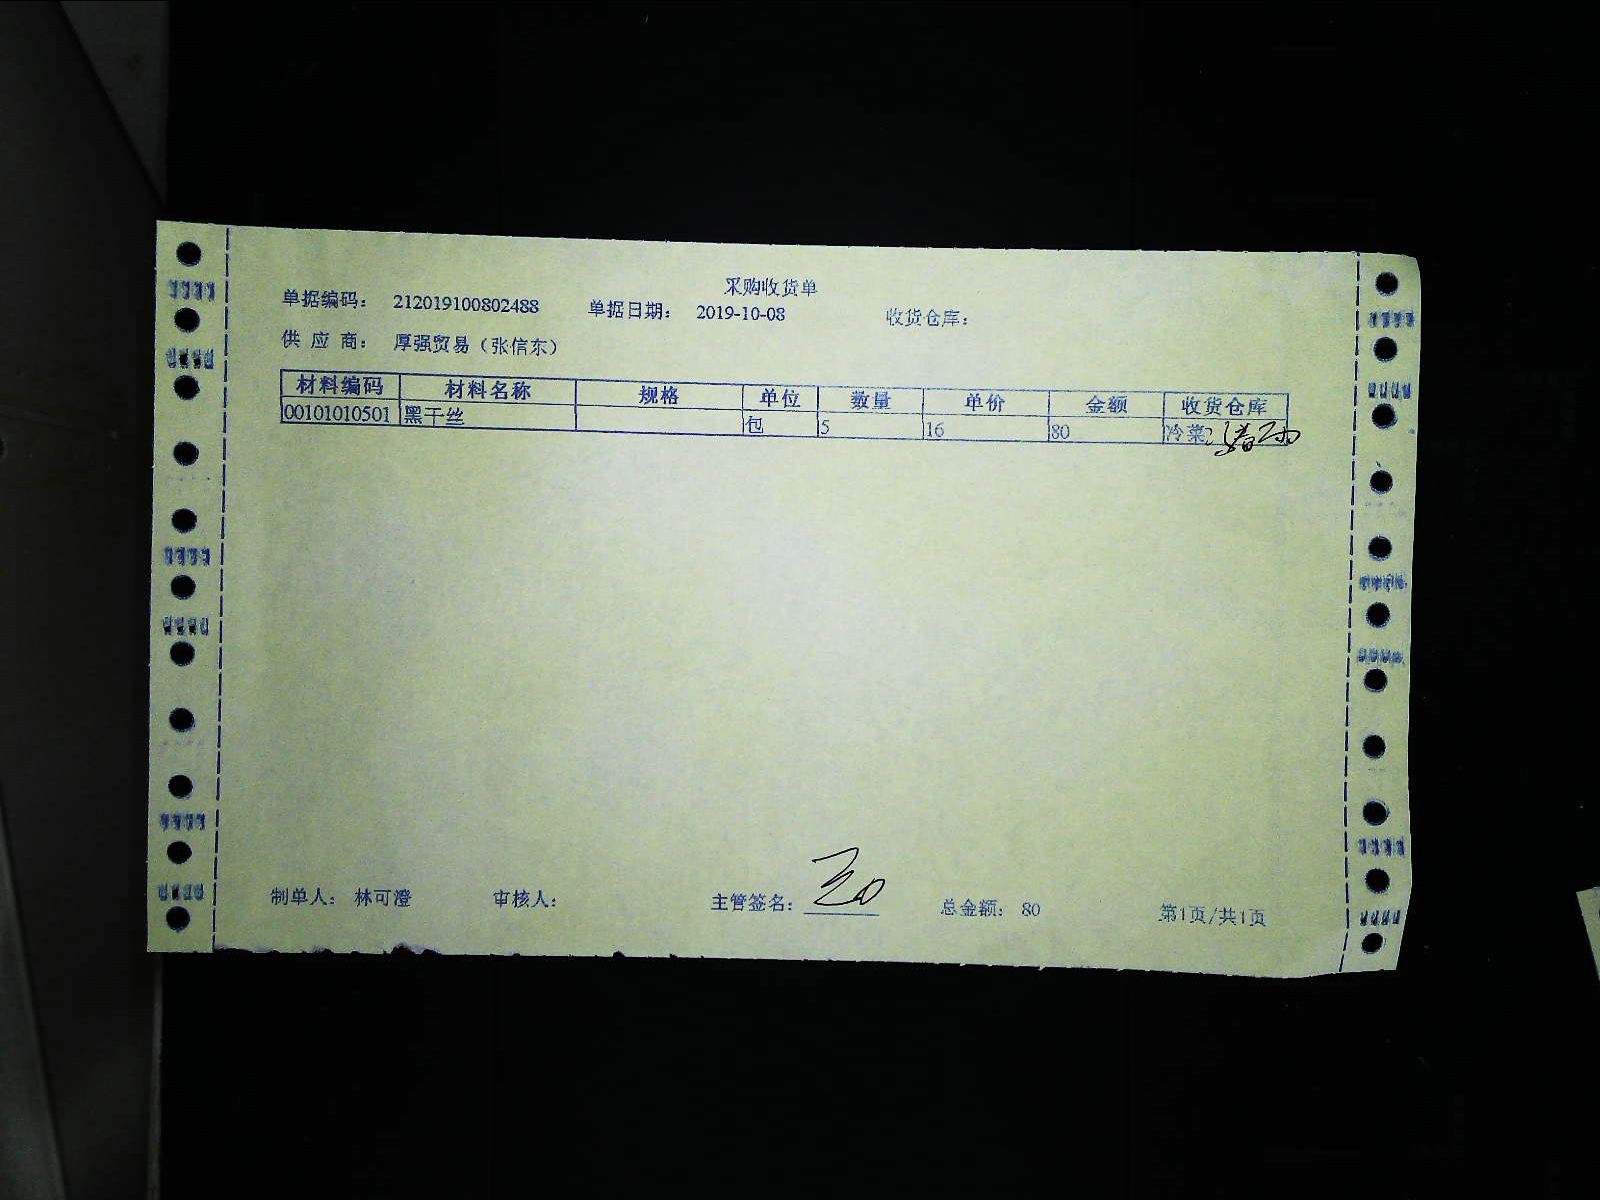 采购收货单
单据编码： 212019100802488 单据日期： 2019-10-08 收货仓库：
供 应 商： 厚强贸易（张信东）
材料编码 材料名称 规格 单位 数量 单价 金额 收货仓库
00101010501 黑干丝 包 5 16 80 冷菜
制单人： 林可澄 审核人： 主管签名： 总金额： 80 第1页/共1页